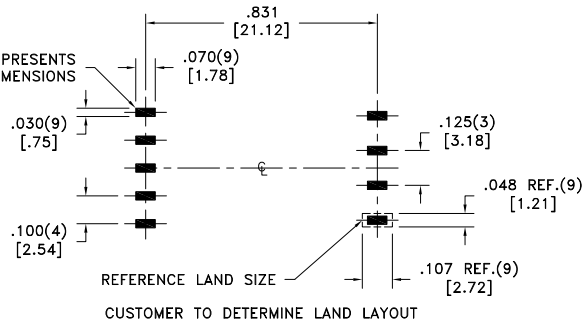 .831
[21.12]
PRESENTS
MENSIONS
.070(9)
[1.78]
.030(9)
[.75]
.125(3)
[3.18]
℄
.048 REF.(9)
[1.21]
.100(4)
[2.54]
REFERENCE LAND SIZE
.107 REF.(9)
[2.72]
CUSTOMER TO DETERMINE LAND LAYOUT